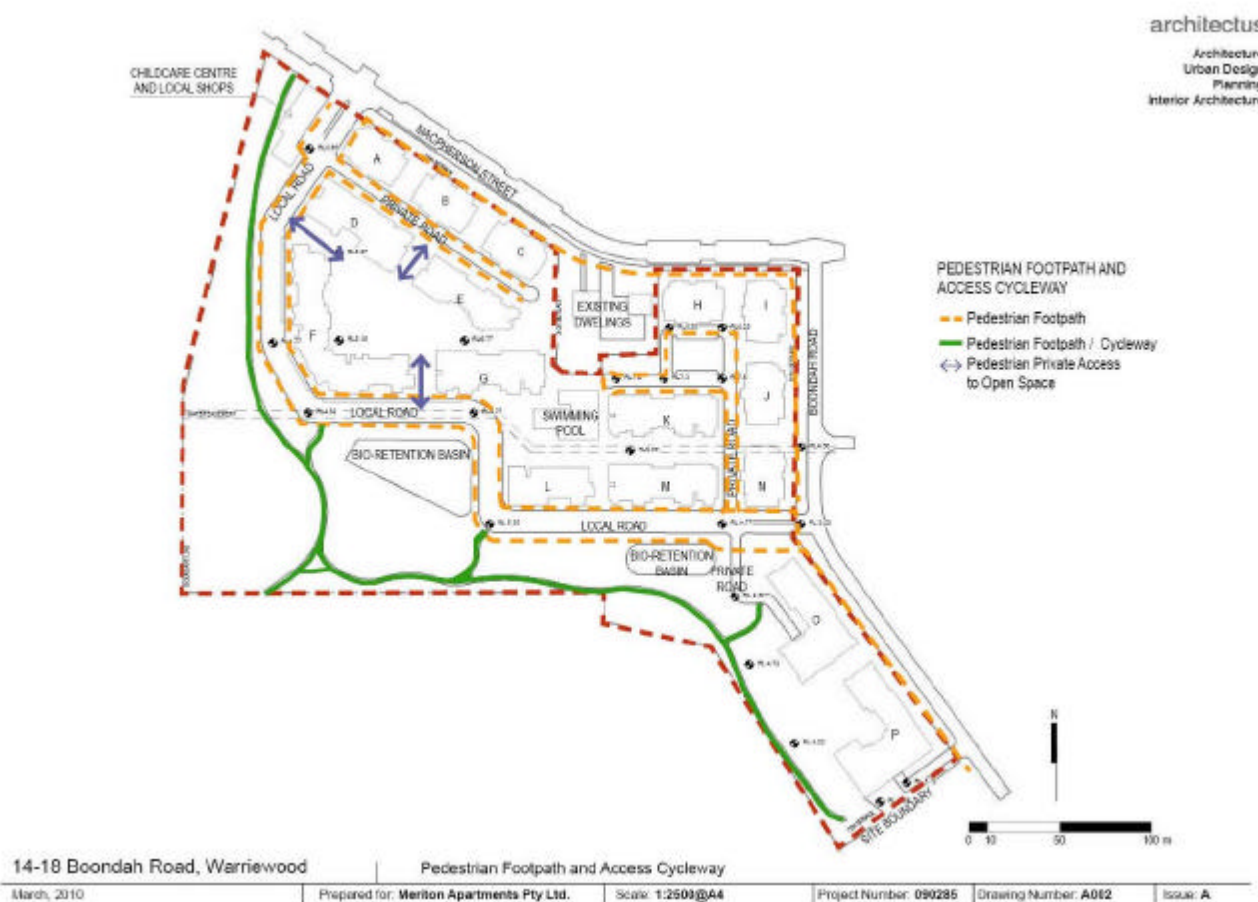 architectus
Architecture
Urban Design
Planning
Interior Architecture
CHILDCARE CENTRE
AND LOCAL SHOPS
MACPHERSON STREET
A
LOCAL ROAD
B
PRIVATE ROAD
D
C
E
EXISTING
DWELINGS
H
I
PEDESTRIAN FOOTPATH AND
ACCESS CYCLEWAY
Pedestrian Footpath
Pedestrian Footpath / Cycleway
Pedestrian Private Access
to Open Space
F
G
J
BOONDAH ROAD
LOCAL ROAD
SWIMMING
POOL
K
PRIVATE ROAD
BIO-RETENTION BASIN
L
M
N
LOCAL ROAD
BIO-RETENTION
BASIN
PRIVATE
ROAD
O
P
SITE BOUNDARY
N
0 10 50 100 m
14-18 Boondah Road, Warriewood
Pedestrian Footpath and Access Cycleway
March, 2010
Prepared for: Meriton Apartments Pty Ltd.
Scale: 1:2500@A4
Project Number: 090285
Drawing Number: A002
Issue: A